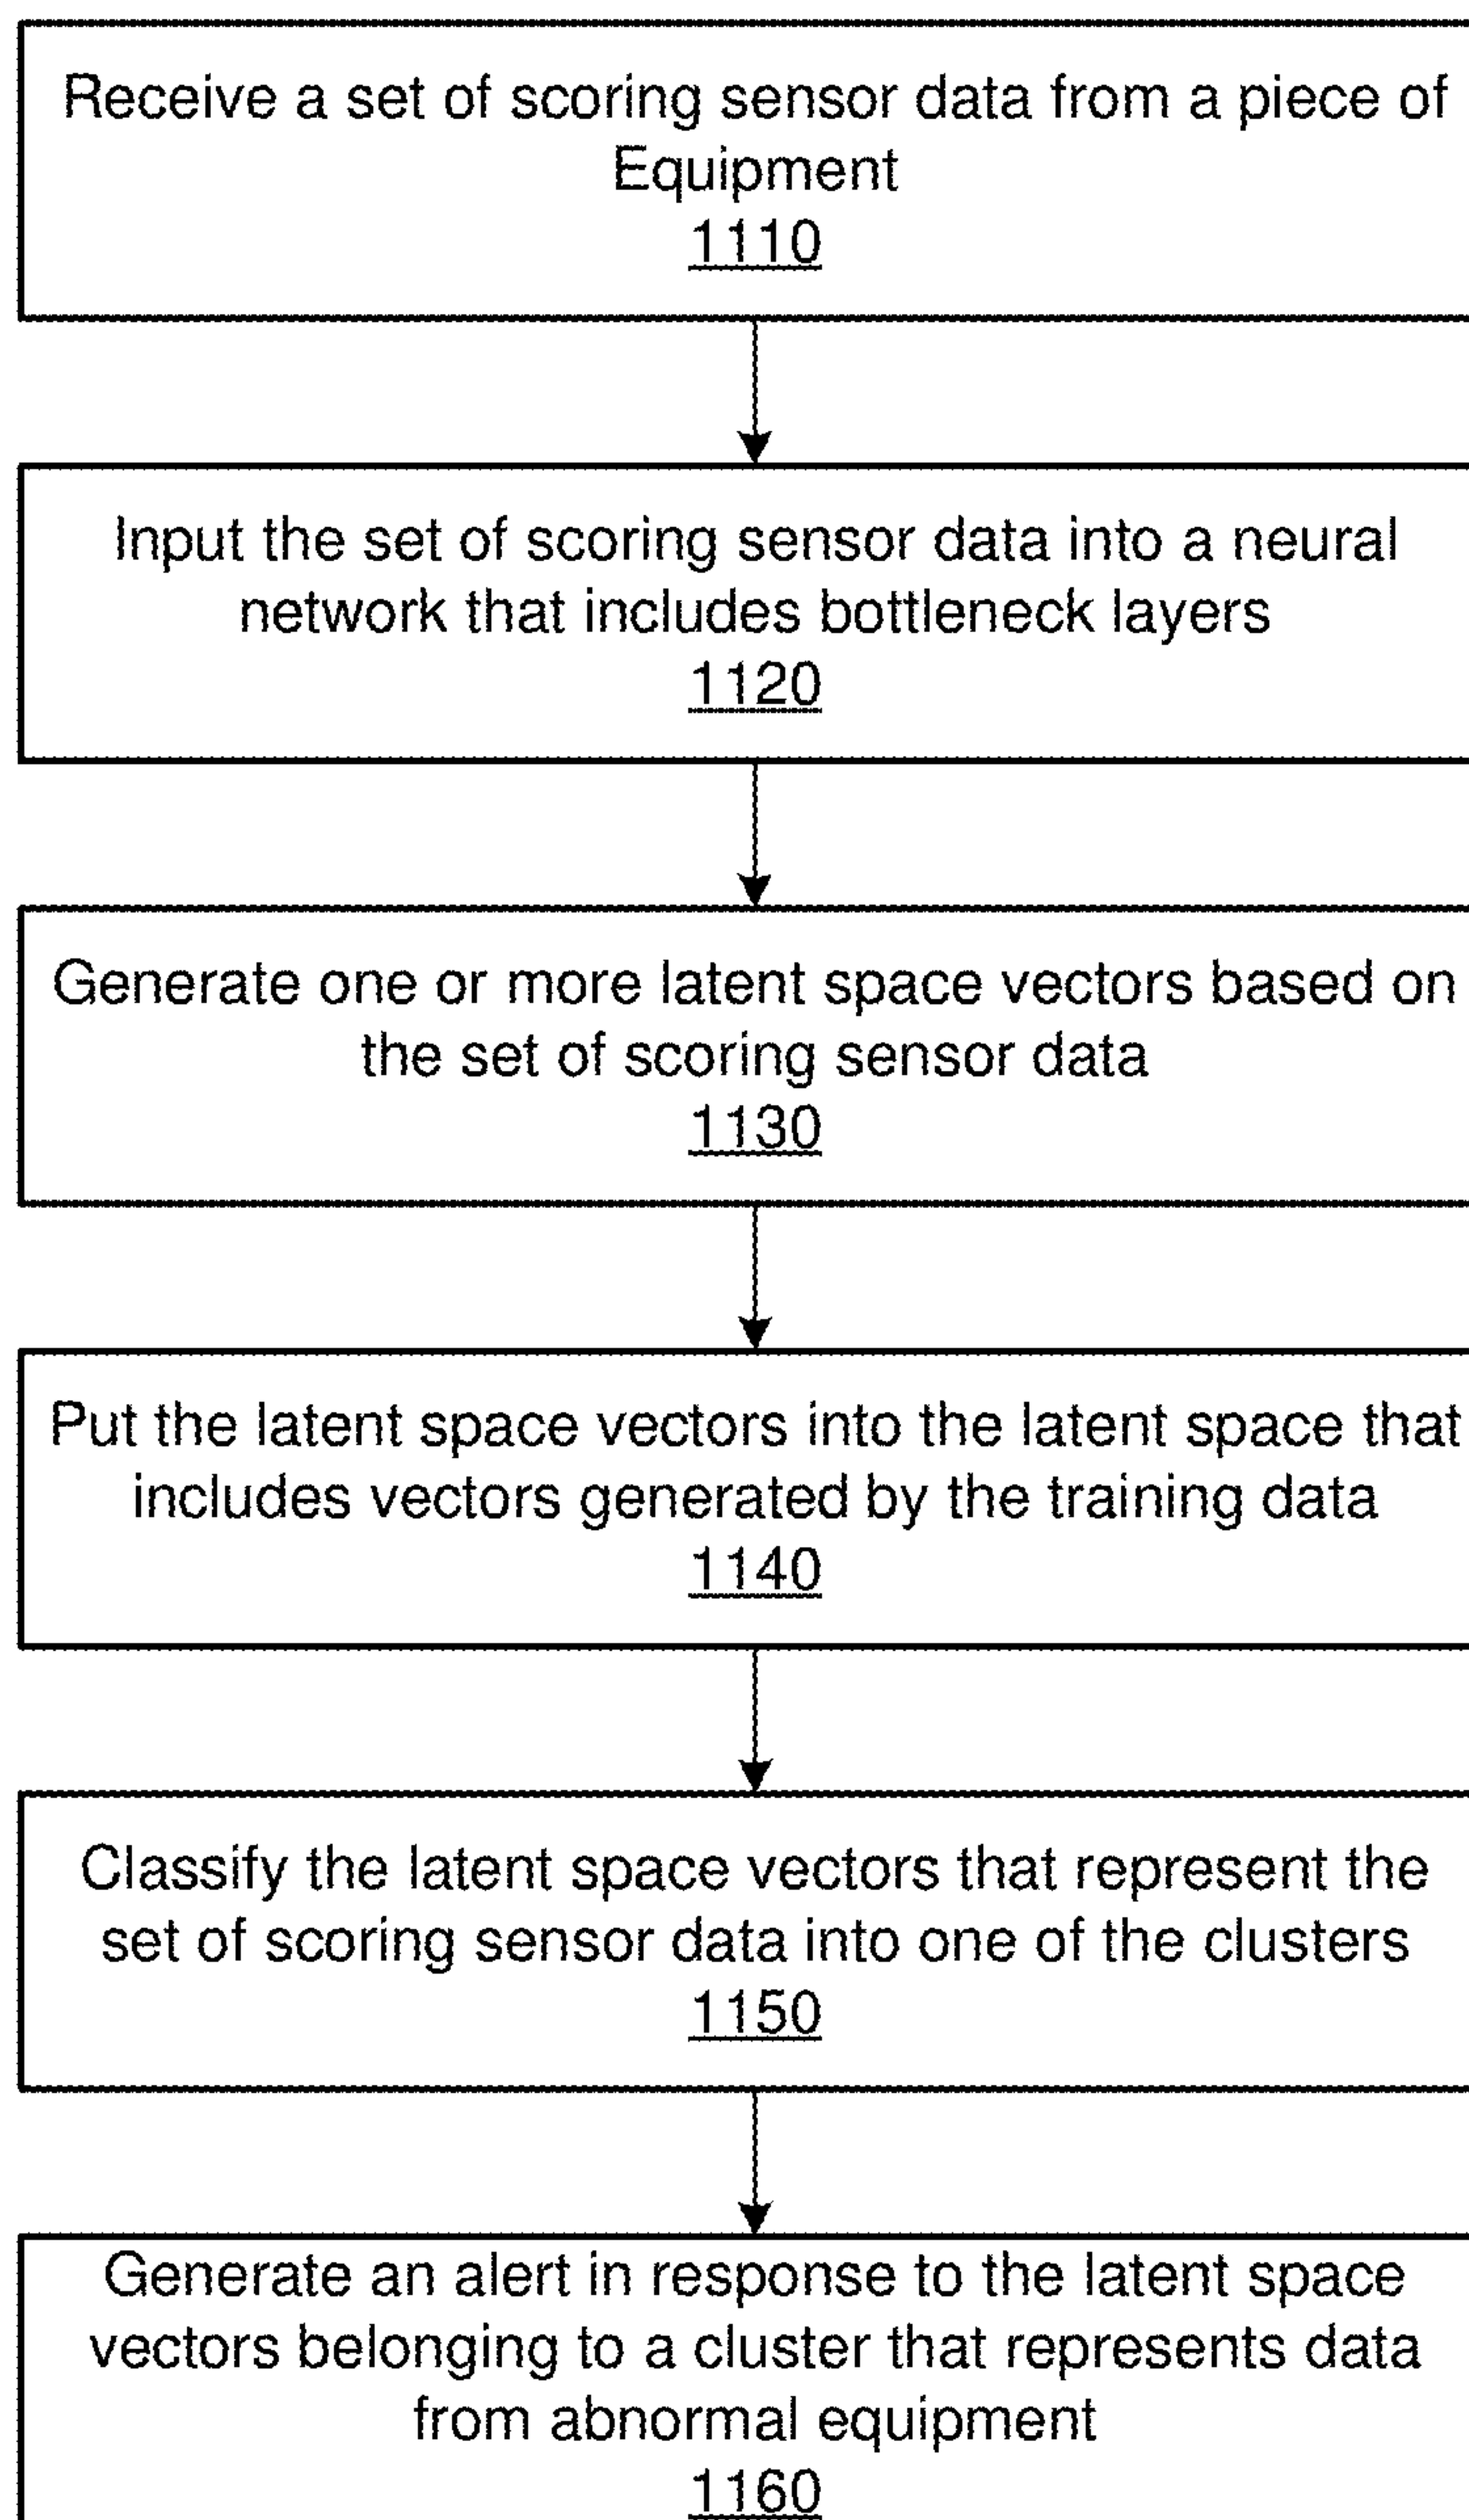 Receive a set of scoring sensor data from a piece of
Equipment
1110
Input the set of scoring sensor data into a neural
network that includes bottleneck layers
1120
Generate one or more latent space vectors based on
the set of scoring sensor data
1130
Put the latent space vectors into the latent space that
includes vectors generated by the training data
1140
Classify the latent space vectors that represent the
set of scoring sensor data into one of the clusters
1150
Generate an alert in response to the latent space
vectors belonging to a cluster that represents data
from abnormal equipment
1160